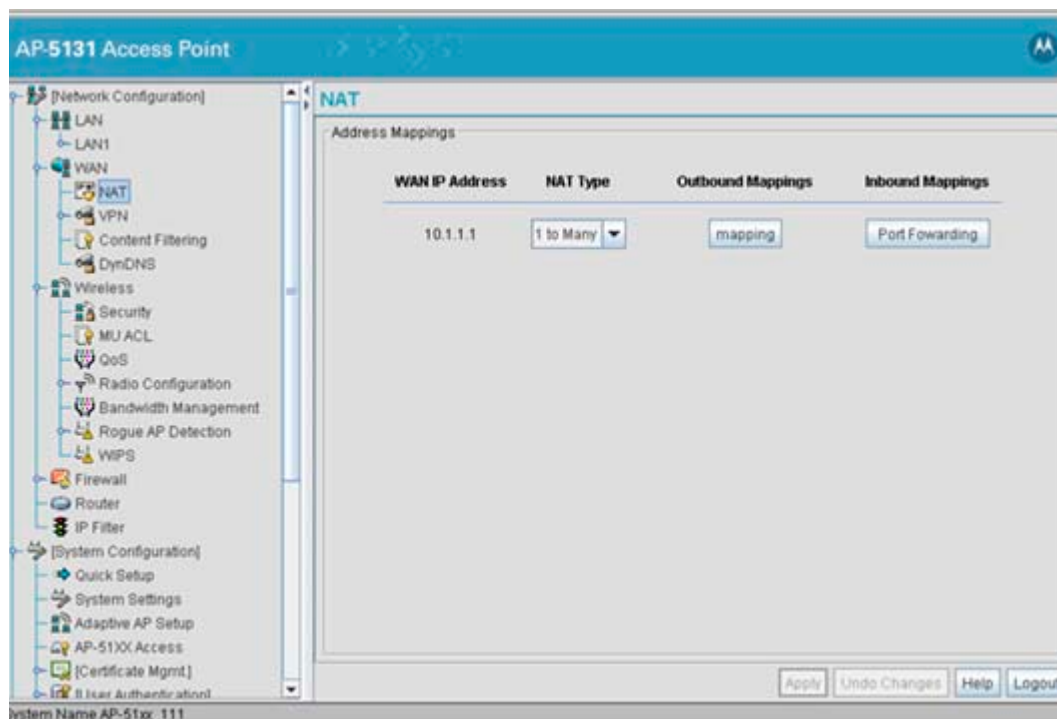 AP-5131 Access Point
[Network Configuration]
LAN
LAN1
WAN
NAT
VPN
Content Filtering
DynDNS
Wireless
Security
MU ACL
QoS
Radio Configuration
Bandwidth Management
Rogue AP Detection
WIPS
Firewall
Router
IP Filter
[System Configuration]
Quick Setup
System Settings
Adaptive AP Setup
AP-51XX Access
[Certificate Mgmt.]
[User Authentication]
NAT
Address Mappings
WAN IP Address NAT Type Outbound Mappings Inbound Mappings
10.1.1.1 1 to Many mapping Port Fowarding
Apply Undo Changes Help Logout
System Name AP-51xx_111